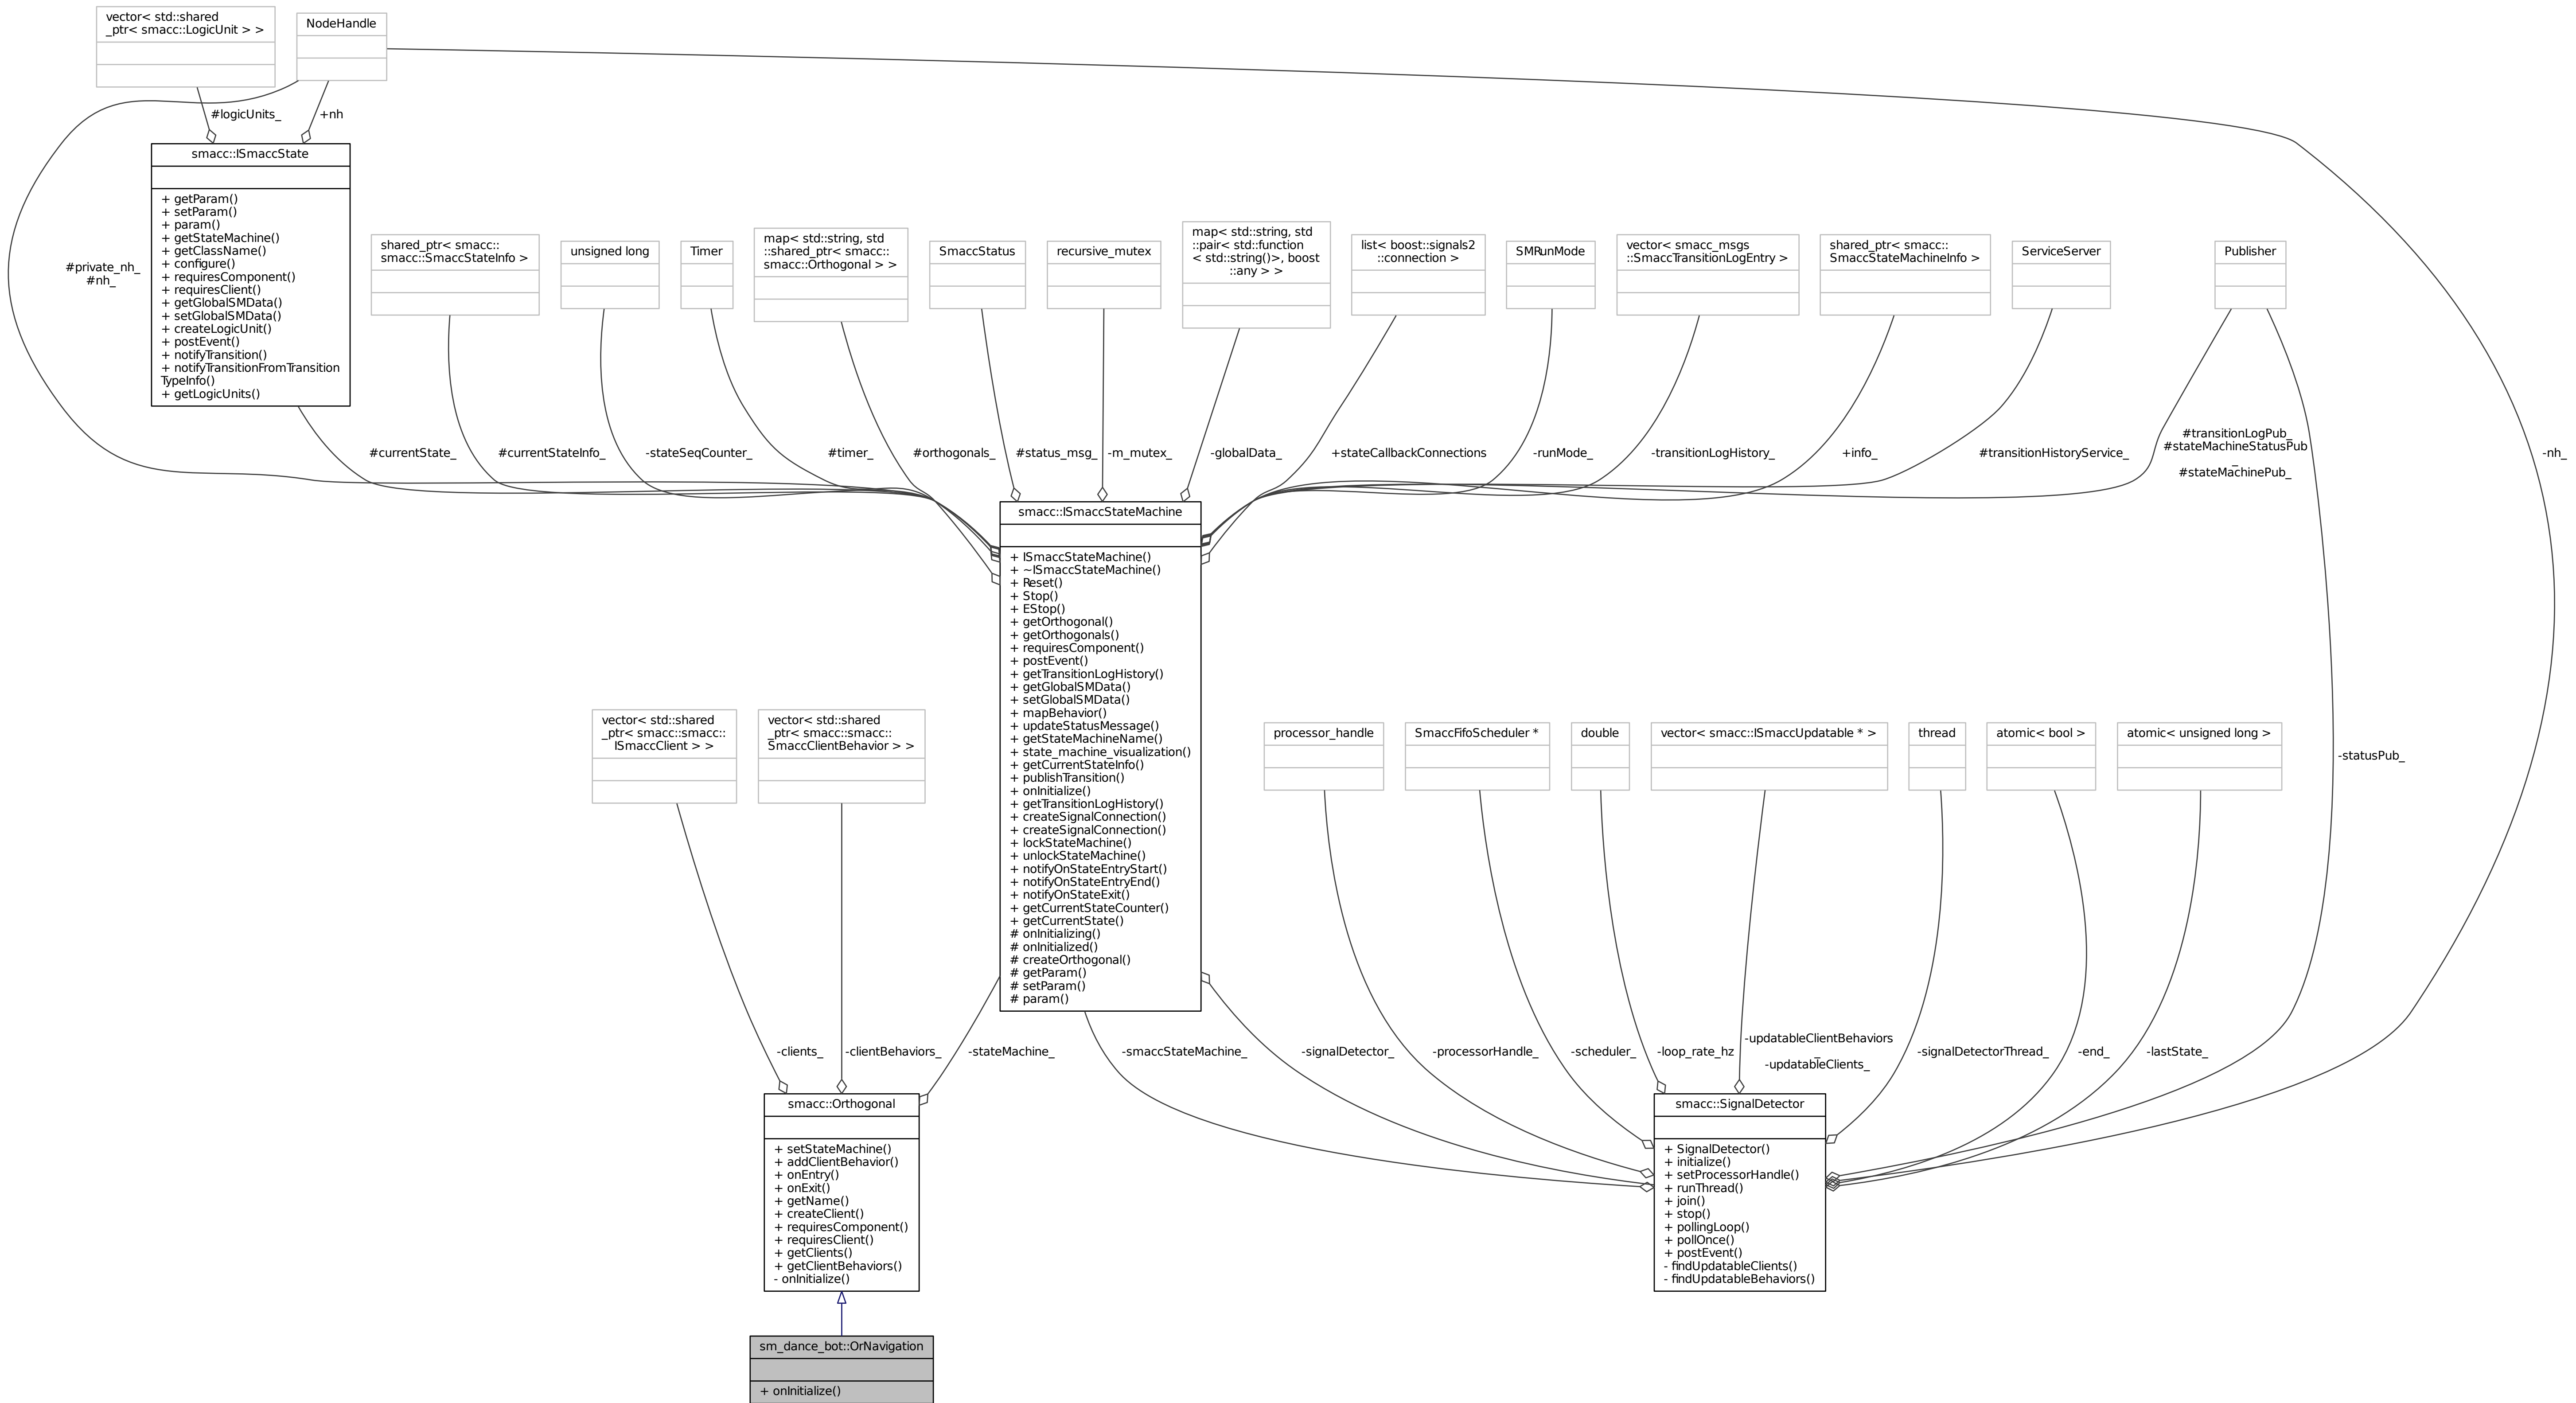 vector< std::shared
_ptr< smacc::LogicUnit > >
NodeHandle
#logicUnits_
+nh
smacc::ISmaccState
+ getParam()
+ setParam()
+ param()
+ getStateMachine()
+ getClassName()
+ configure()
+ requiresComponent()
+ requiresClient()
+ getGlobalSMData()
+ setGlobalSMData()
+ createLogicUnit()
+ postEvent()
+ notifyTransition()
+ notifyTransitionFromTransition
TypeInfo()
+ getLogicUnits()
#private_nh_
#nh_
shared_ptr< smacc::
smacc::SmaccStateInfo >
unsigned long
Timer
map< std::string, std
::shared_ptr< smacc::
smacc::Orthogonal > >
SmaccStatus
recursive_mutex
map< std::string, std
::pair< std::function
< std::string()>, boost
::any > >
list< boost::signals2
::connection >
SMRunMode
vector< smacc_msgs
::SmaccTransitionLogEntry >
shared_ptr< smacc::
SmaccStateMachineInfo >
ServiceServer
Publisher
#currentState_
#currentStateInfo_
-stateSeqCounter_
#timer_
#orthogonals_
#status_msg_
-m_mutex_
-globalData_
+stateCallbackConnections
-runMode_
-transitionLogHistory_
+info_
#transitionHistoryService_
#transitionLogPub_
#stateMachineStatusPub
_
#stateMachinePub_
-nh_
smacc::ISmaccStateMachine
+ ISmaccStateMachine()
+ ~ISmaccStateMachine()
+ Reset()
+ Stop()
+ EStop()
+ getOrthogonal()
+ getOrthogonals()
+ requiresComponent()
+ postEvent()
+ getTransitionLogHistory()
+ getGlobalSMData()
+ setGlobalSMData()
+ mapBehavior()
+ updateStatusMessage()
+ getStateMachineName()
+ state_machine_visualization()
+ getCurrentStateInfo()
+ publishTransition()
+ onInitialize()
+ getTransitionLogHistory()
+ createSignalConnection()
+ createSignalConnection()
+ lockStateMachine()
+ unlockStateMachine()
+ notifyOnStateEntryStart()
+ notifyOnStateEntryEnd()
+ notifyOnStateExit()
+ getCurrentStateCounter()
+ getCurrentState()
# onInitializing()
# onInitialized()
# createOrthogonal()
# getParam()
# setParam()
# param()
vector< std::shared
_ptr< smacc::smacc::
ISmaccClient > >
vector< std::shared
_ptr< smacc::smacc::
SmaccClientBehavior > >
processor_handle
SmaccFifoScheduler *
double
vector< smacc::ISmaccUpdatable * >
thread
atomic< bool >
atomic< unsigned long >
-statusPub_
-clients_
-clientBehaviors_
-stateMachine_
-smaccStateMachine_
-signalDetector_
-processorHandle_
-scheduler_
-loop_rate_hz
-updatableClientBehaviors
_
-updatableClients_
-signalDetectorThread_
-end_
-lastState_
smacc::Orthogonal
+ setStateMachine()
+ addClientBehavior()
+ onEntry()
+ onExit()
+ getName()
+ createClient()
+ requiresComponent()
+ requiresClient()
+ getClients()
+ getClientBehaviors()
- onInitialize()
smacc::SignalDetector
+ SignalDetector()
+ initialize()
+ setProcessorHandle()
+ runThread()
+ join()
+ stop()
+ pollingLoop()
+ pollOnce()
+ postEvent()
- findUpdatableClients()
- findUpdatableBehaviors()
sm_dance_bot::OrNavigation
+ onInitialize()